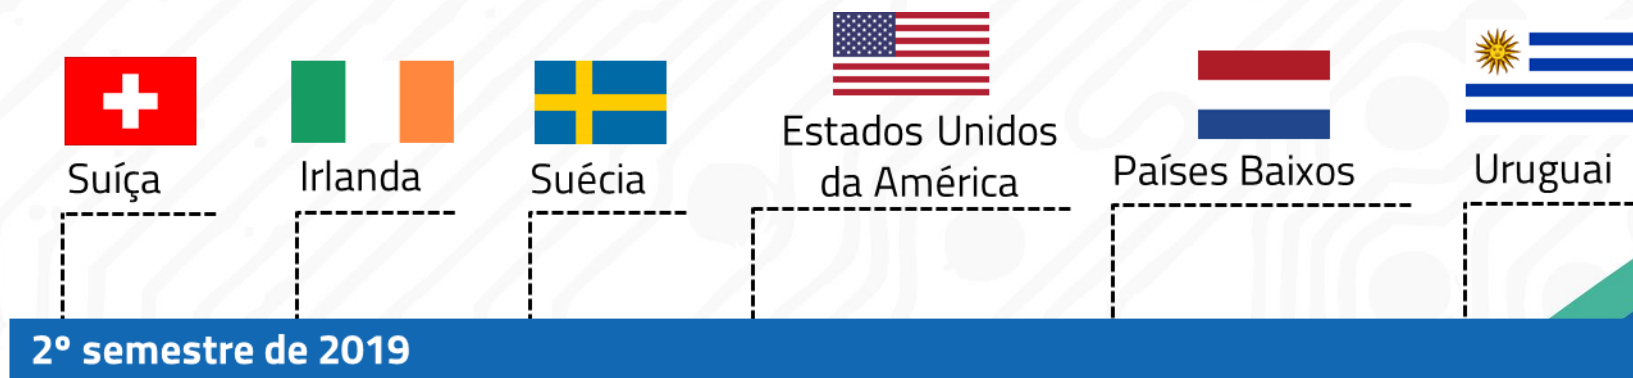 Suíça
Irlanda
Suécia
Estados Unidos
da América
Países Baixos
Uruguai
2º semestre de 2019